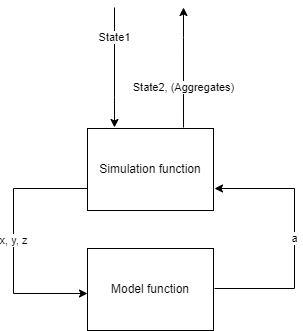 State1
State2, (Aggregates)
Simulation function
x, y, z
a
Model function